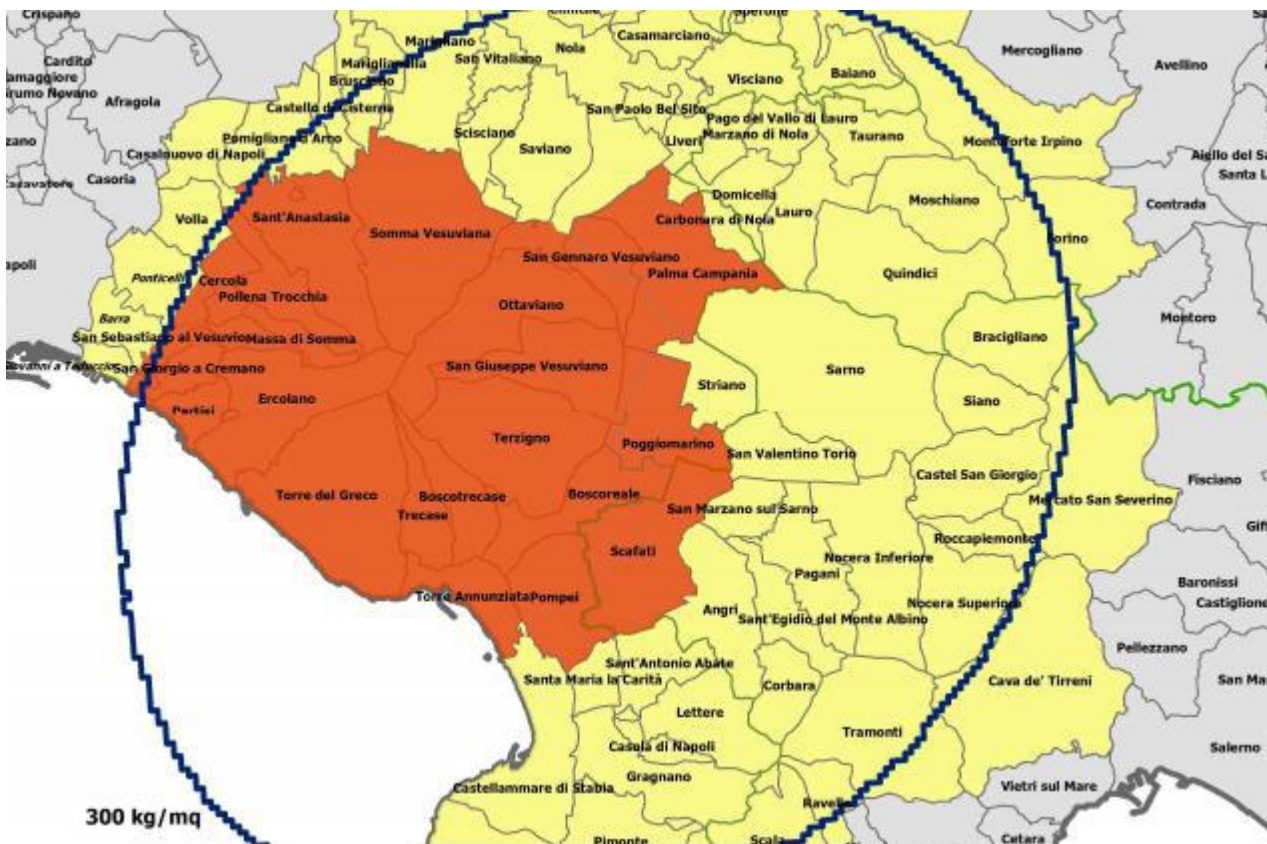 Crispano
Cimitile
Sperone
Marigliano
Nola
Casamarciano
Mercogliano
Cardito
San Vitaliano
Mariglianella
Avellino
Brusciano
Visciano
Baiano
Afragola
Castello di Cisterna
San Paolo Bel Sito
Pago del Vallo di Lauro
Pomigliano d'Arco
Scisciano
Marzano di Nola
Taurano
Monteforte Irpino
Liveri
Saviano
Casalnuovo di Napoli
Casoria
Domicella
Moschiano
Contrada
Volla
Sant'Anastasia
Carbonara di Nola
Lauro
Somma Vesuviana
San Gennaro Vesuviano
Palma Campania
Quindici
Ponticelli
Cercola
Pollena Trocchia
Ottaviano
Barra
Montoro
San Sebastiano al Vesuvio
Massa di Somma
Bracigliano
San Giorgio a Cremano
San Giuseppe Vesuviano
Sarno
Striano
Ercolano
Siano
Portici
Terzigno
Poggiomarino
San Valentino Torio
Castel San Giorgio
Fisciano
Torre del Greco
Boscotrecase
Boscoreale
Mercato San Severino
Trecase
San Marzano sul Sarno
Scafati
Roccapiemonte
Nocera Inferiore
Pagani
Baronissi
Torre Annunziata
Pompei
Castiglione
Angri
Nocera Superiore
Sant'Egidio del Monte Albino
Pellezzano
Sant'Antonio Abate
Santa Maria la Carità
Corbara
Cava de' Tirreni
San Ma
Lettere
Tramonti
Casola di Napoli
Salerno
Gragnano
Castellammare di Stabia
Vietri sul Mare
Ravello
300 kg/mq
Pimonte
Scala
Cetara